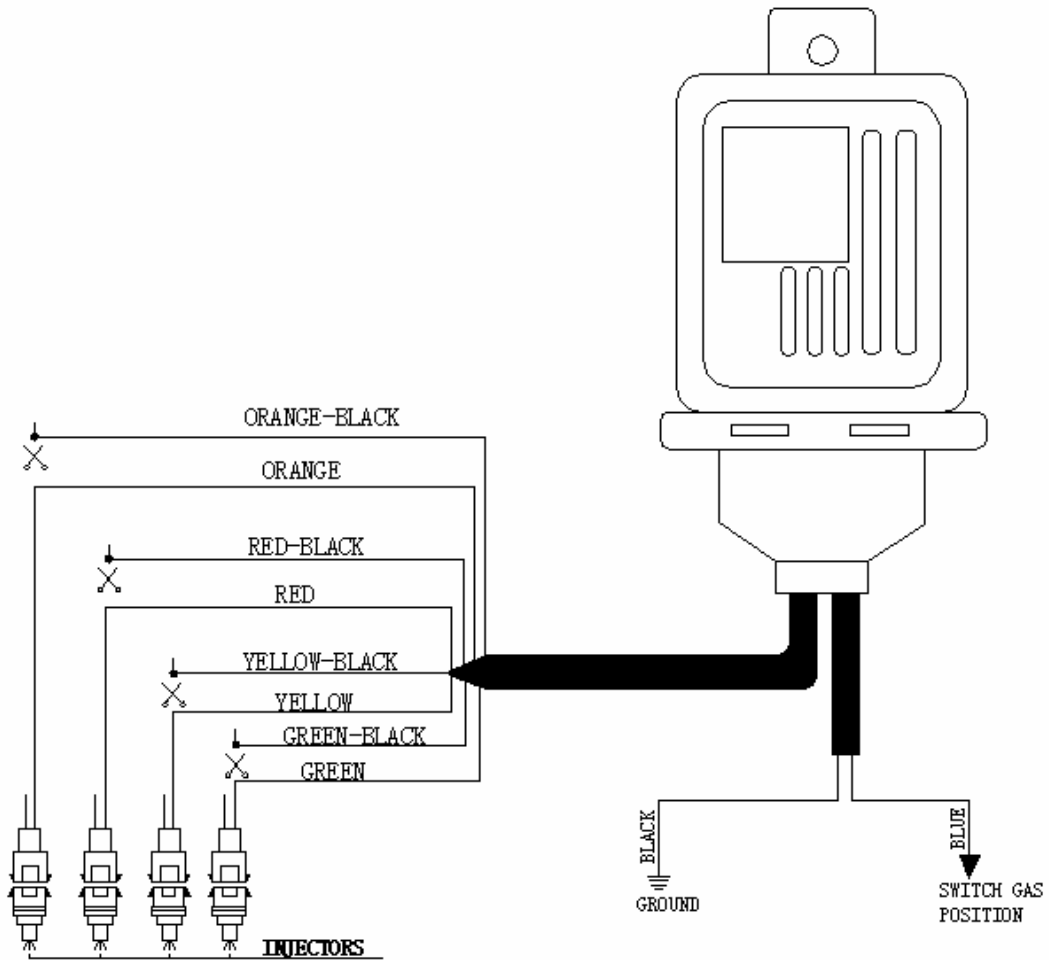 ORANGE-BLACK
ORANGE
RED-BLACK
RED
YELLOW-BLACK
YELLOW
GREEN-BLACK
GREEN
INJECTORS
BLACK
GROUND
BLUE
SWITCH GAS
POSITION